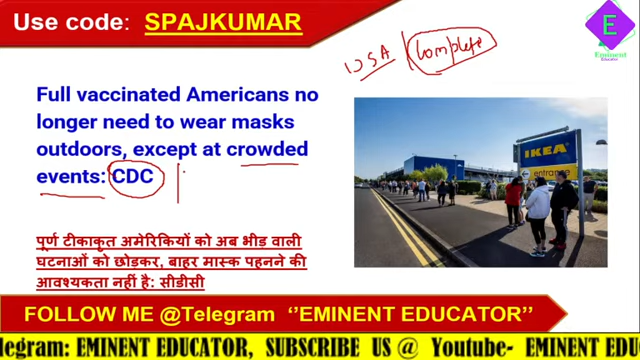 Use code: SPAJKUMAR
E
Eminent
Educator
USA
Complete
Full vaccinated Americans no
longer need to wear masks
outdoors, except at crowded
events: CDC
IKEA
entrance
पूर्ण टीकाकृत अमेरिकियों को अब भीड़ वाली
घटनाओं को छोड़कर, बाहर मास्क पहनने की
आवश्यकता नहीं है: सीडीसी
FOLLOW ME @Telegram ‘’EMINENT EDUCATOR’’
legram: EMINENT EDUCATOR, SUBSCRIBE US @ Youtube- EMINENT EDU